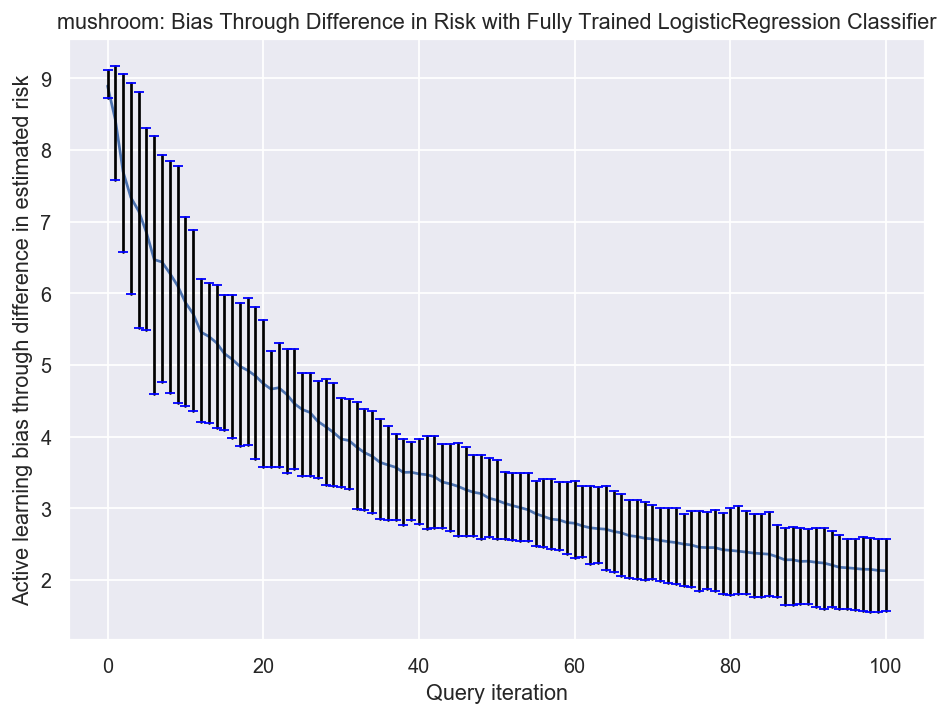 mushroom: Bias Through Difference in Risk with Fully Trained LogisticRegression Classifier
Active learning bias through difference in estimated risk
9
8
7
6
5
4
3
2
0 20 40 60 80 100
Query iteration